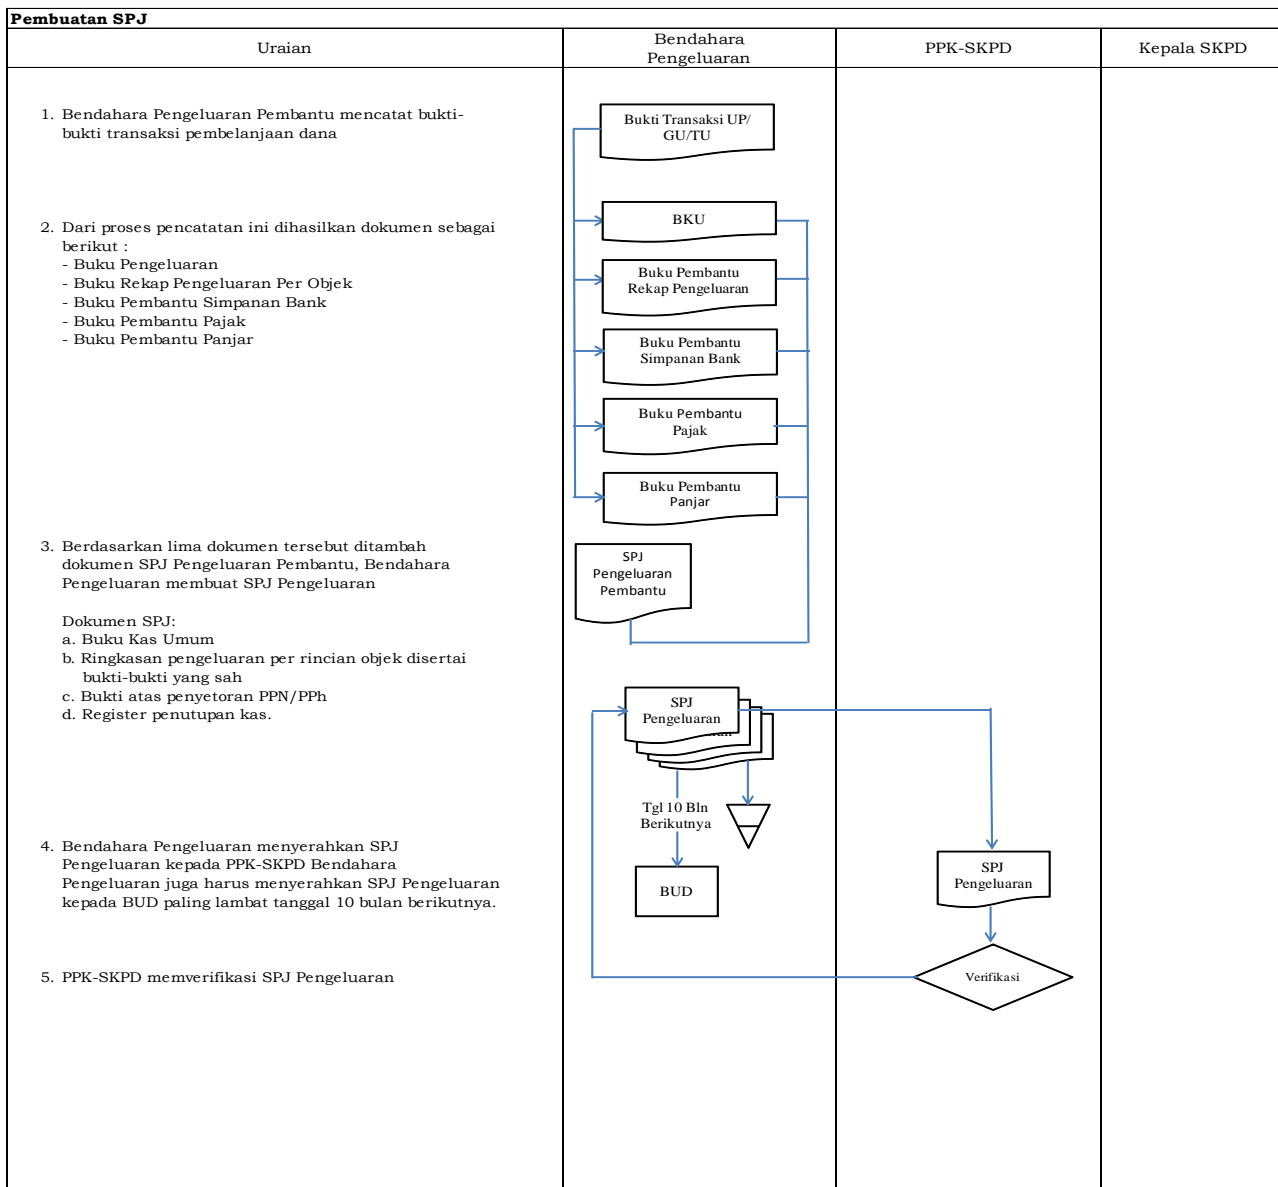 Pembuatan SPJ
Uraian
Bendahara
Pengeluaran
PPK-SKPD
Kepala SKPD
1. Bendahara Pengeluaran Pembantu mencatat bukti-
bukti transaksi pembelanjaan dana
Bukti Transaksi UP/
GU/TU
2. Dari proses pencatatan ini dihasilkan dokumen sebagai
berikut :
- Buku Pengeluaran
- Buku Rekap Pengeluaran Per Objek
- Buku Pembantu Simpanan Bank
- Buku Pembantu Pajak
- Buku Pembantu Panjar
BKU
Buku Pembantu
Rekap Pengeluaran
Buku Pembantu
Simpanan Bank
Buku Pembantu
Pajak
Buku Pembantu
Panjar
3. Berdasarkan lima dokumen tersebut ditambah
dokumen SPJ Pengeluaran Pembantu, Bendahara
Pengeluaran membuat SPJ Pengeluaran
Dokumen SPJ:
a. Buku Kas Umum
b. Ringkasan pengeluaran per rincian objek disertai
bukti-bukti yang sah
c. Bukti atas penyetoran PPN/PPh
d. Register penutupan kas.
SPJ
Pengeluaran
Pembantu
SPJ
Pengeluaran
Tgl 10 Bln
Berikutnya
BUD
4. Bendahara Pengeluaran menyerahkan SPJ
Pengeluaran kepada PPK-SKPD Bendahara
Pengeluaran juga harus menyerahkan SPJ Pengeluaran
kepada BUD paling lambat tanggal 10 bulan berikutnya.
SPJ
Pengeluaran
5. PPK-SKPD memverifikasi SPJ Pengeluaran
Verifikasi